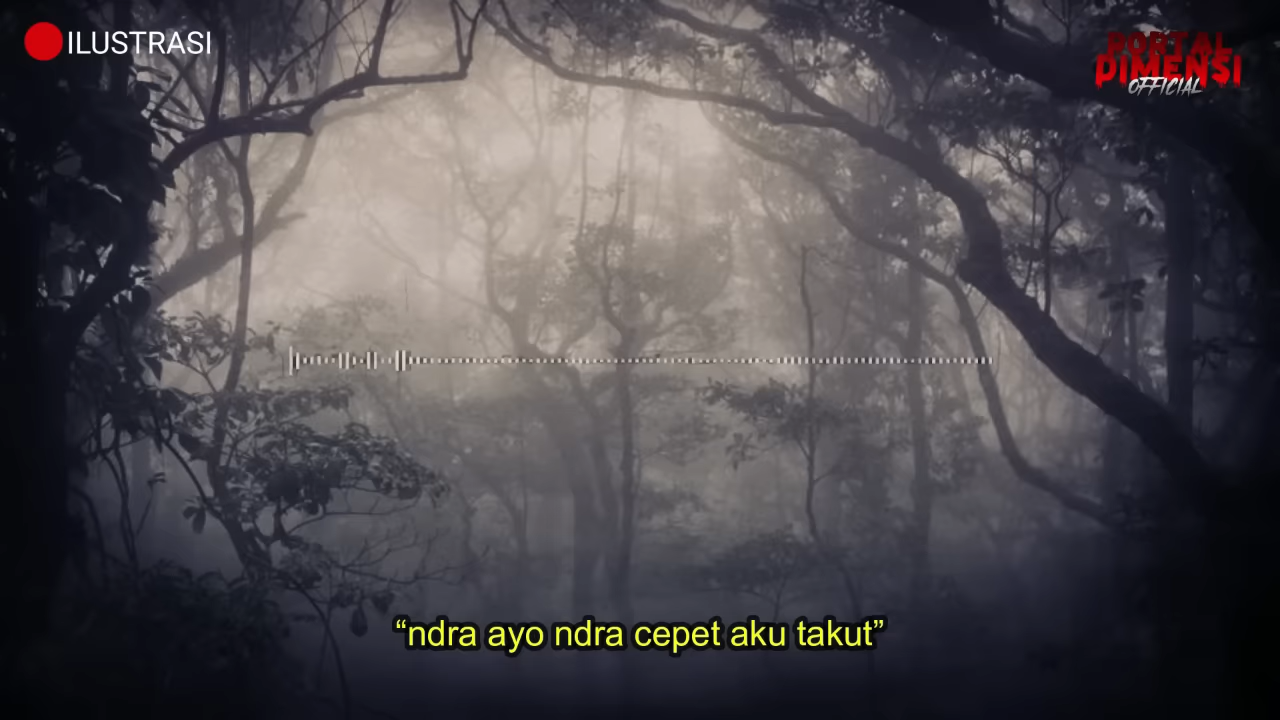 ILUSTRASI
PORTAL
DIMENSI
OFFICIAL
“ndra ayo ndra cepet aku takut”